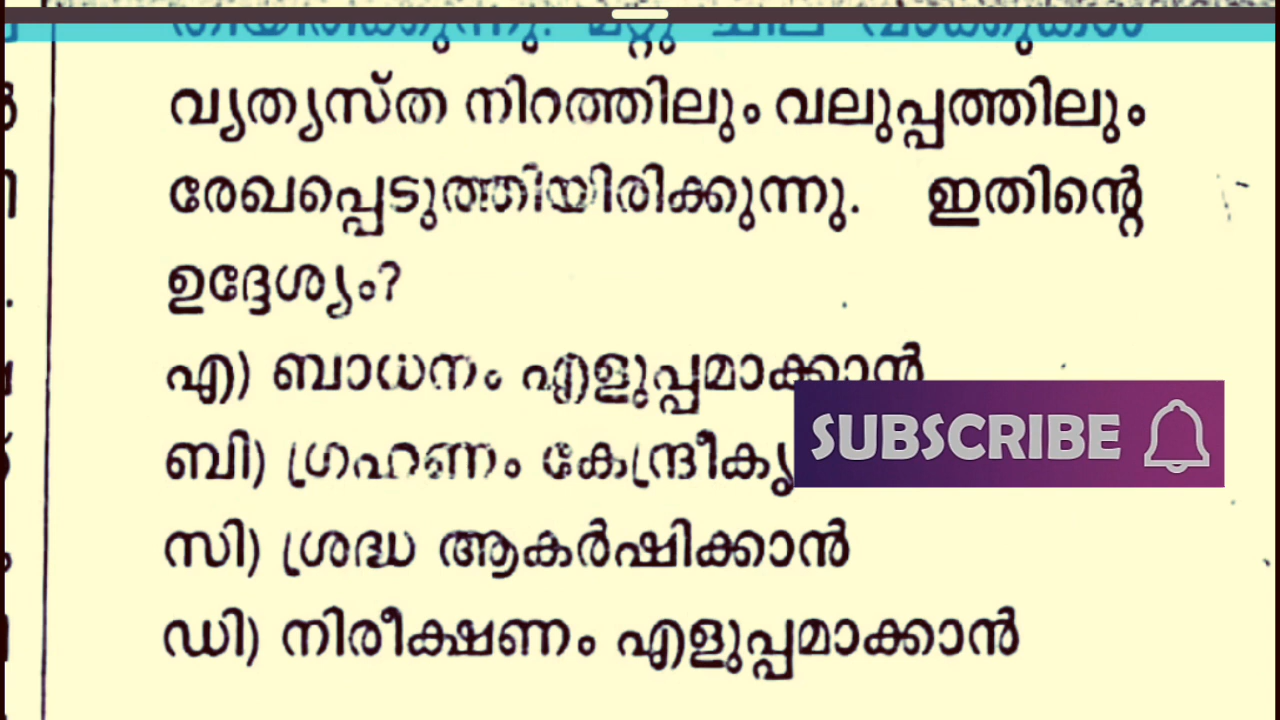 വ്യത്യസ്ത നിറത്തിലും വലുപ്പത്തിലും
രേഖപ്പെടുത്തിയിരിക്കുന്നു. ഇതിന്റെ
ഉദ്ദേശ്യം?
എ) ബാധനം എളുപ്പമാക്കാൻ
ബി) ഗ്രഹണം
SUBSCRIBE
സി) ശ്രദ്ധ ആകർഷിക്കാൻ
ഡി) നിരീക്ഷണം എളുപ്പമാക്കാൻ